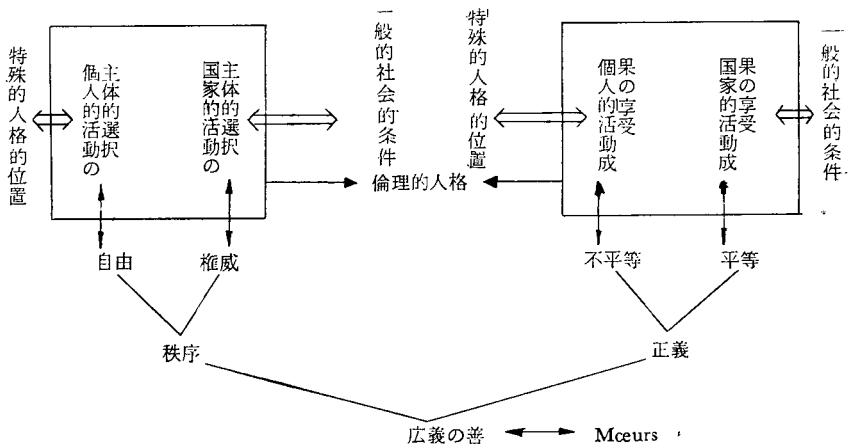 特殊的人格的位置
個人的活動の
主体的選択
国家的活動の
主体的選択
一般的社会的条件
特殊的人格的位置
個人的活動成
果の享受
国家的活動成
果の享受
一般的社会的条件
倫理的人格
自由
権威
不平等
平等
秩序
正義
広義の善
Mœurs